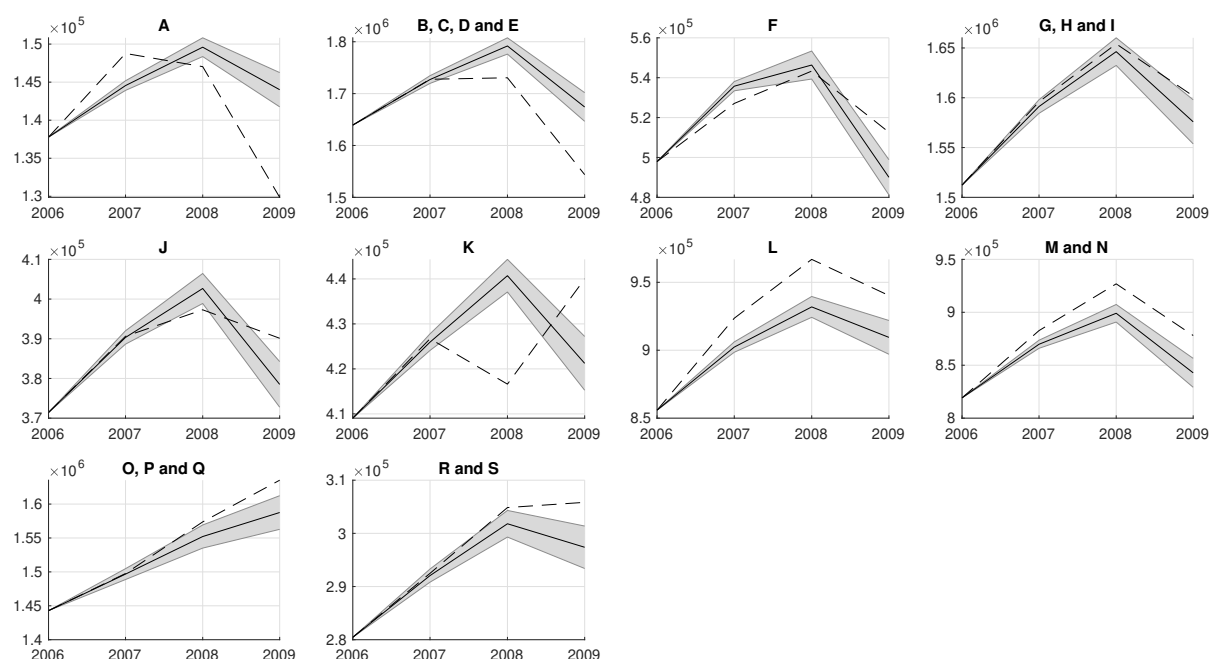 A
×10^5
1.5
1.45
1.4
1.35
1.3
2006 2007 2008 2009
B, C, D and E
×10^6
1.8
1.7
1.6
1.5
2006 2007 2008 2009
F
×10^5
5.6
5.4
5.2
5
4.8
2006 2007 2008 2009
G, H and I
×10^6
1.65
1.6
1.55
1.5
2006 2007 2008 2009
J
×10^5
4.1
4
3.9
3.8
3.7
2006 2007 2008 2009
K
×10^5
4.4
4.3
4.2
4.1
2006 2007 2008 2009
L
×10^5
9.5
9
8.5
2006 2007 2008 2009
M and N
×10^5
9.5
9
8.5
8
2006 2007 2008 2009
O, P and Q
×10^6
1.6
1.55
1.5
1.45
1.4
2006 2007 2008 2009
R and S
×10^5
3.1
3
2.9
2.8
2006 2007 2008 2009